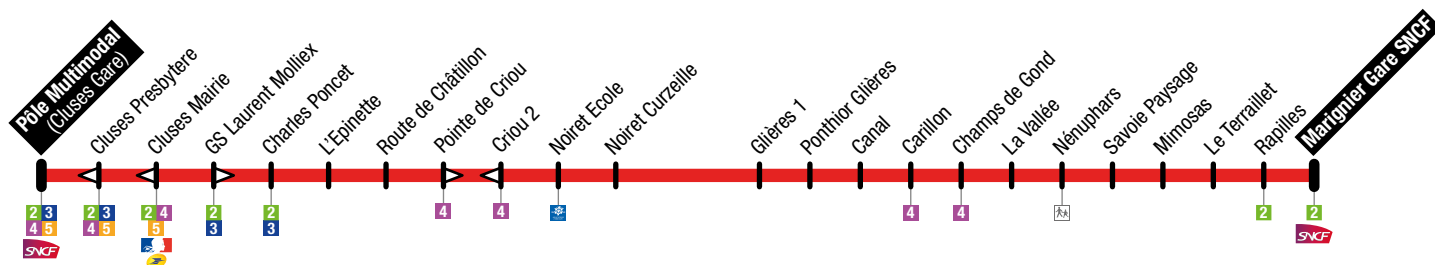 Pôle Multimodal
(Cluses Gare)
Cluses Presbytere
Cluses Mairie
GS Laurent Molliex
Charles Poncet
L'Epinette
Route de Châtillon
Pointe de Criou
Criou 2
Noiret Ecole
Noiret Curzeille
Glières 1
Ponthior Glières
Canal
Carillon
Champs de Gond
La Vallée
Nénuphars
Savoie Paysage
Mimosas
Le Terraillet
Rapilles
Marignier Gare SNCF
2 3
4 5
SNCF
2 3
4 5
2 4
5
2
3
2
3
4
4
4
4
2
2
SNCF